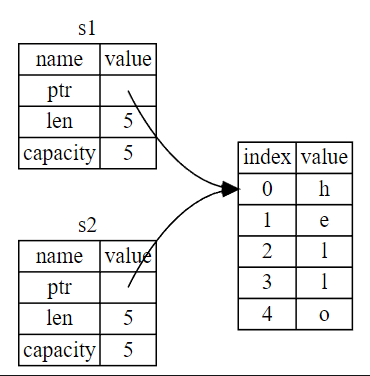 s1
name value
ptr
len 5
capacity 5
s2
name value
ptr
len 5
capacity 5
index value
0 h
1 e
2 l
3 l
4 o